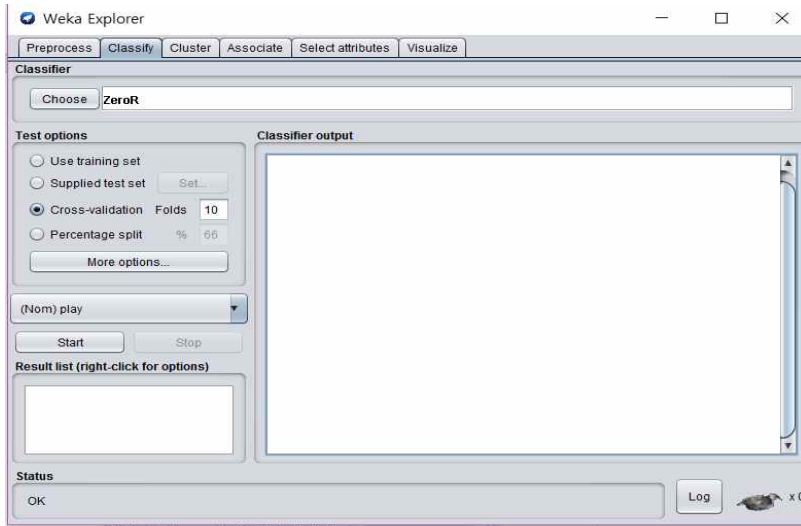 Weka Explorer
Preprocess Classify Cluster Associate Select attributes Visualize
Classifier
Choose ZeroR
Test options
Use training set
Supplied test set Set...
Cross-validation Folds 10
Percentage split % 66
More options...
(Nom) play
Start Stop
Result list (right-click for options)
Classifier output
Status
OK
Log
x 0